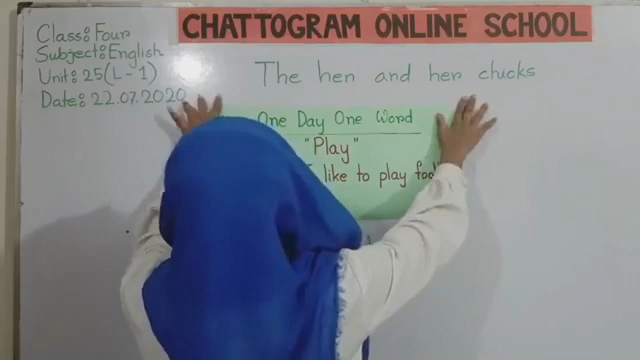 CHATTOGRAM ONLINE SCHOOL
Class: Four
Subject: English
Unit: 25 (L-1)
Date: 22.07.2020
The hen and her chicks
One Day One Word
"Play"
like to play